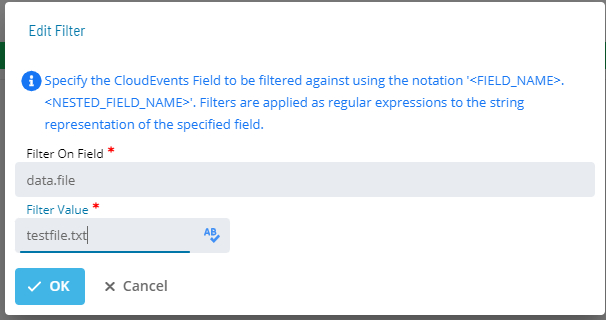 Edit Filter
Specify the CloudEvents Field to be filtered against using the notation '<FIELD_NAME>.
<NESTED_FIELD_NAME>'. Filters are applied as regular expressions to the string
representation of the specified field.
Filter On Field *
data.file
Filter Value *
testfile.txt
AB
OK
Cancel